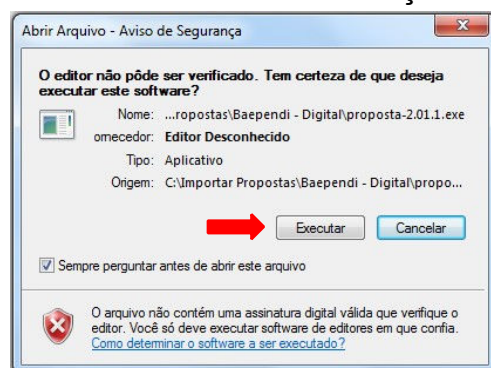 Abrir Arquivo - Aviso de Segurança
O editor não pôde ser verificado. Tem certeza de que deseja
executar este software?
Nome: ...ropostas\Baependi - Digital\proposta-2.01.1.exe
omecedor: Editor Desconhecido
Tipo: Aplicativo
Origem: C:\Importar Propostas\Baependi - Digital\propo...
Executar Cancelar
Sempre perguntar antes de abrir este arquivo
O arquivo não contém uma assinatura digital válida que verifique o
editor. Você só deve executar software de editores em que confia.
Como determinar o software a ser executado?